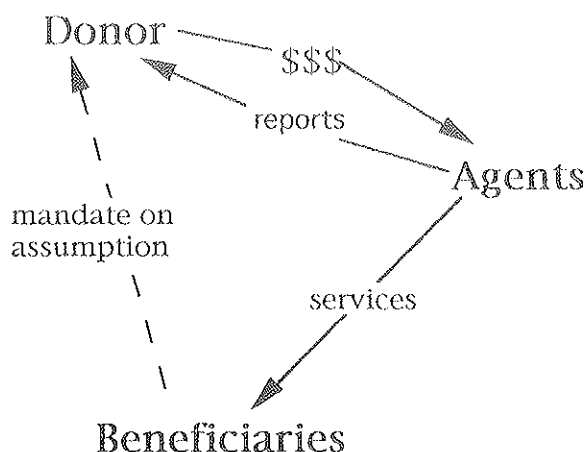 Donor
$$$
reports
Agents
mandate on
assumption
services
Beneficiaries